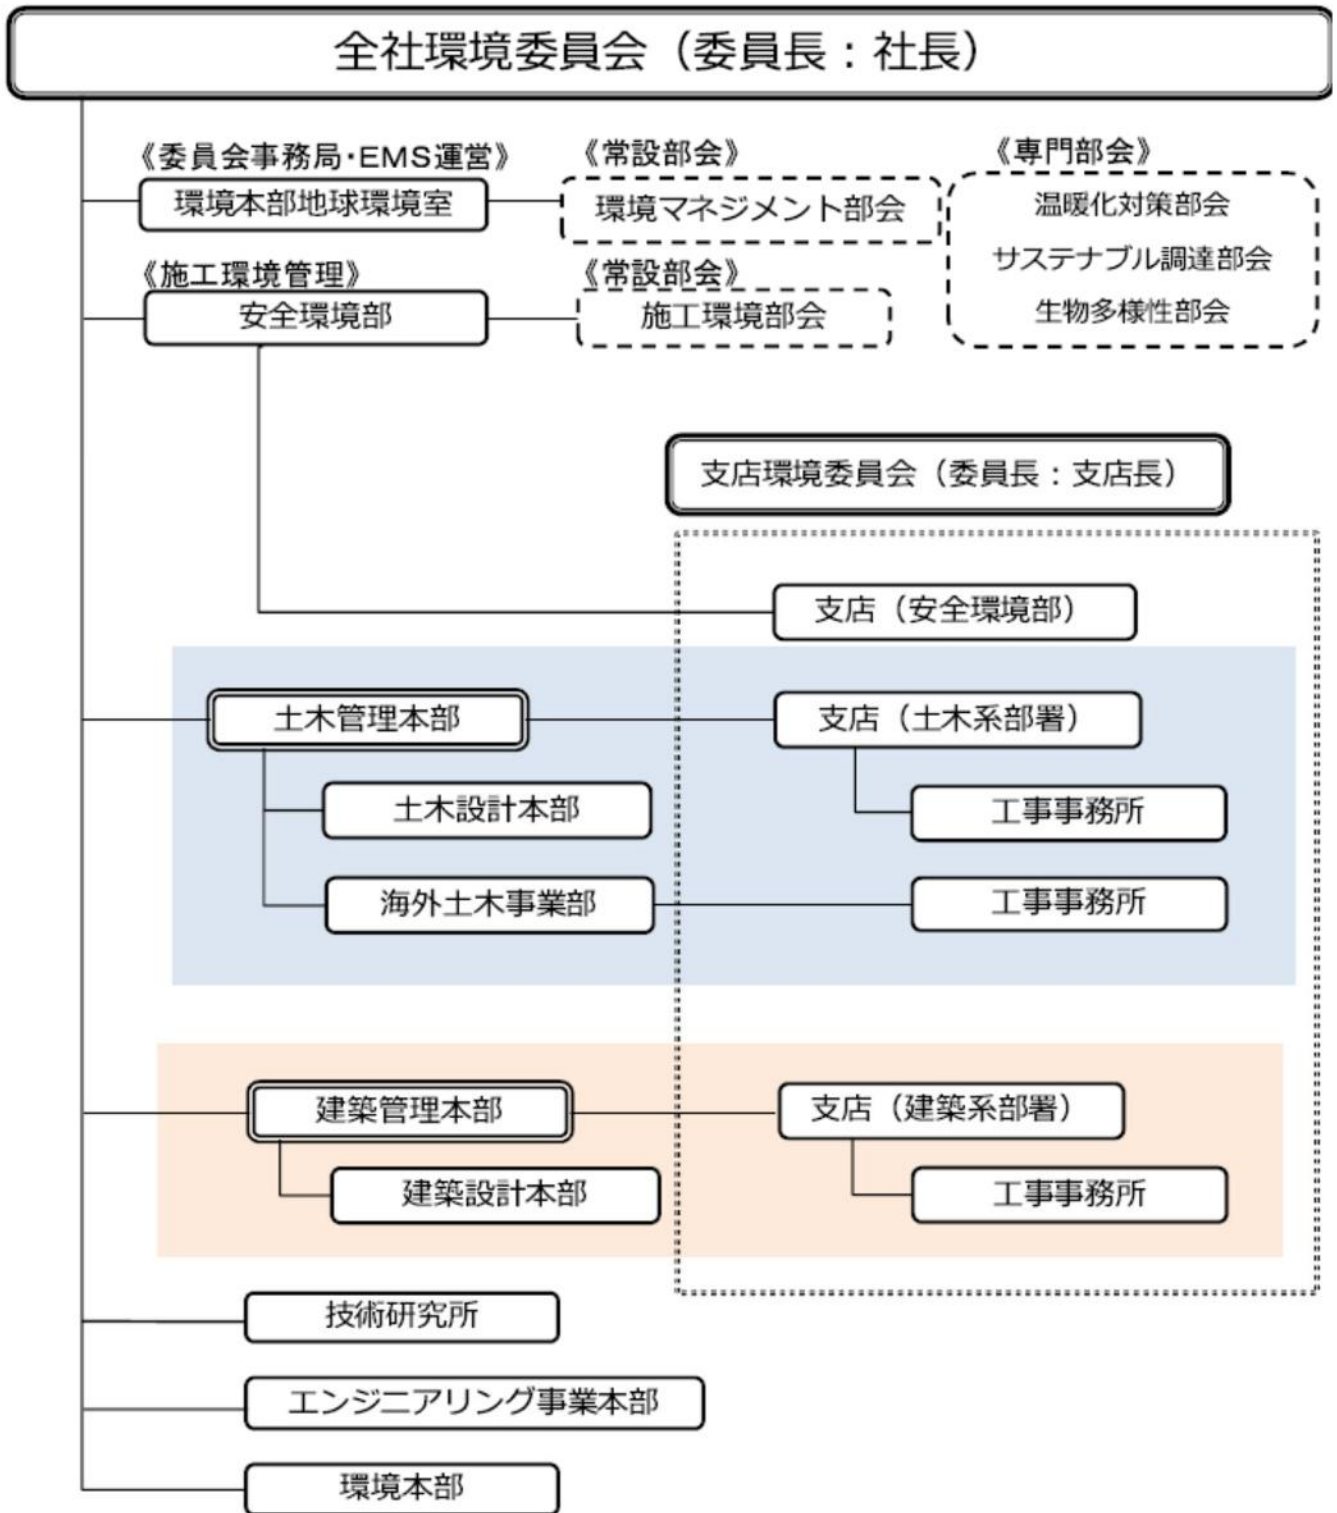 全社環境委員会（委員長：社長）
《委員会事務局･EMS運営》
《常設部会》
《専門部会》
環境本部地球環境室
環境マネジメント部会
温暖化対策部会
サステナブル調達部会
生物多様性部会
《施工環境管理》
《常設部会》
安全環境部
施工環境部会
支店環境委員会（委員長：支店長）
支店（安全環境部）
土木管理本部
支店（土木系部署）
土木設計本部
工事事務所
海外土木事業部
工事事務所
建築管理本部
支店（建築系部署）
建築設計本部
工事事務所
技術研究所
エンジニアリング事業本部
環境本部